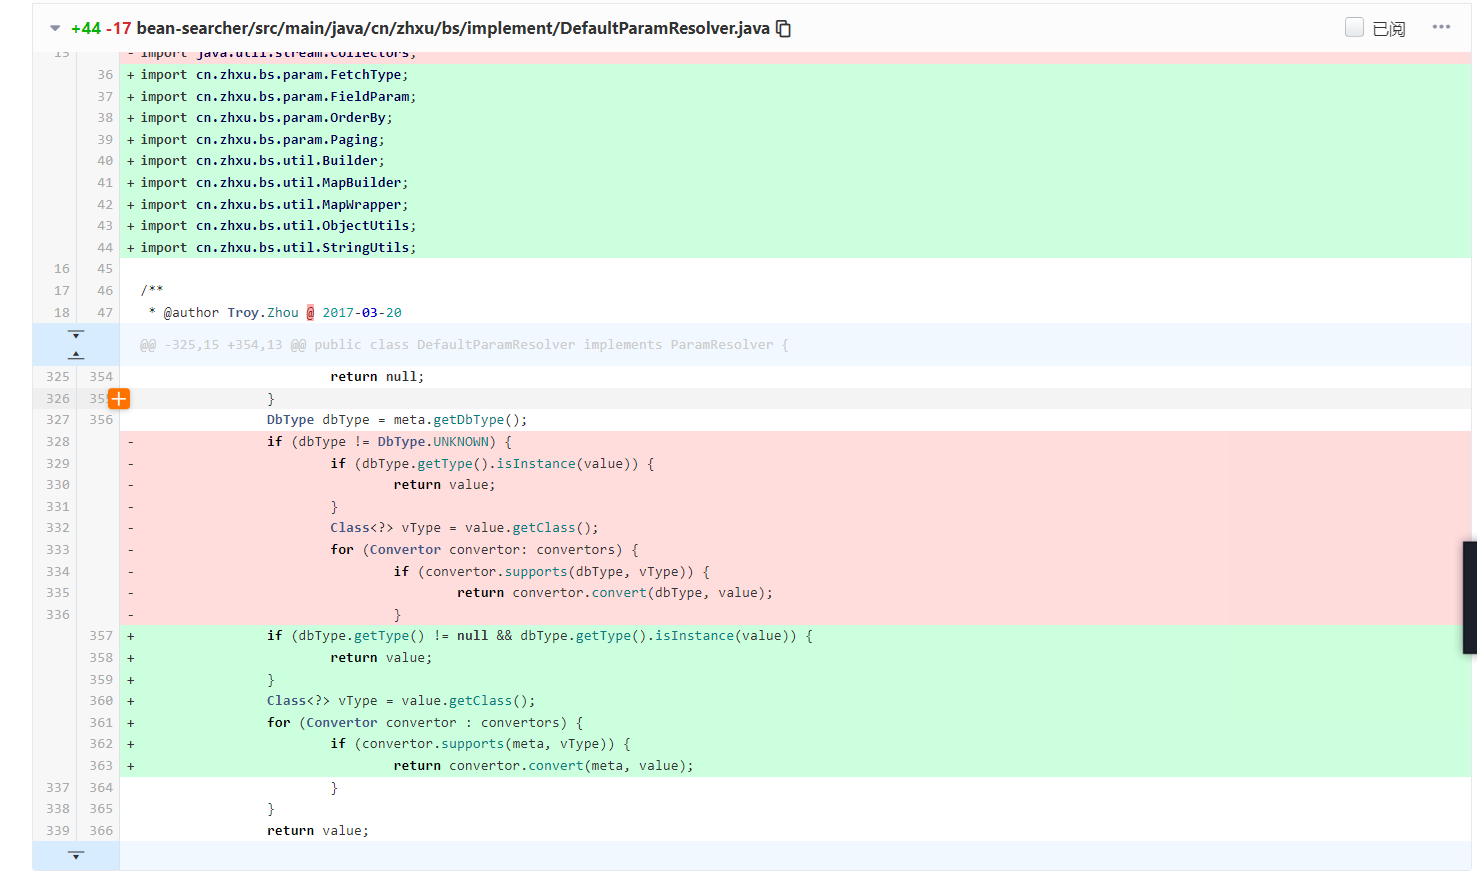 +44 -17 bean-searcher/src/main/java/cn/zhxu/bs/implement/DefaultParamResolver.java 已阅 •••
15 - import java.util.stream.Collectors;
36 + import cn.zhxu.bs.param.FetchType;
37 + import cn.zhxu.bs.param.FieldParam;
38 + import cn.zhxu.bs.param.OrderBy;
39 + import cn.zhxu.bs.param.Paging;
40 + import cn.zhxu.bs.util.Builder;
41 + import cn.zhxu.bs.util.MapBuilder;
42 + import cn.zhxu.bs.util.MapWrapper;
43 + import cn.zhxu.bs.util.ObjectUtils;
44 + import cn.zhxu.bs.util.StringUtils;
16 45
17 46 /**
18 47 * @author Troy.Zhou @ 2017-03-20
@@ -325,15 +354,13 @@ public class DefaultParamResolver implements ParamResolver {
325 354 return null;
326 355 }
327 356 DbType dbType = meta.getDbType();
328 - if (dbType != DbType.UNKNOWN) {
329 - if (dbType.getType().isInstance(value)) {
330 - return value;
331 - }
332 - Class<?> vType = value.getClass();
333 - for (Convertor convertor: convertors) {
334 - if (convertor.supports(dbType, vType)) {
335 - return convertor.convert(dbType, value);
336 - }
357 + if (dbType.getType() != null && dbType.getType().isInstance(value)) {
358 + return value;
359 + }
360 + Class<?> vType = value.getClass();
361 + for (Convertor convertor : convertors) {
362 + if (convertor.supports(meta, vType)) {
363 + return convertor.convert(meta, value);
337 364 }
338 365 }
339 366 return value;